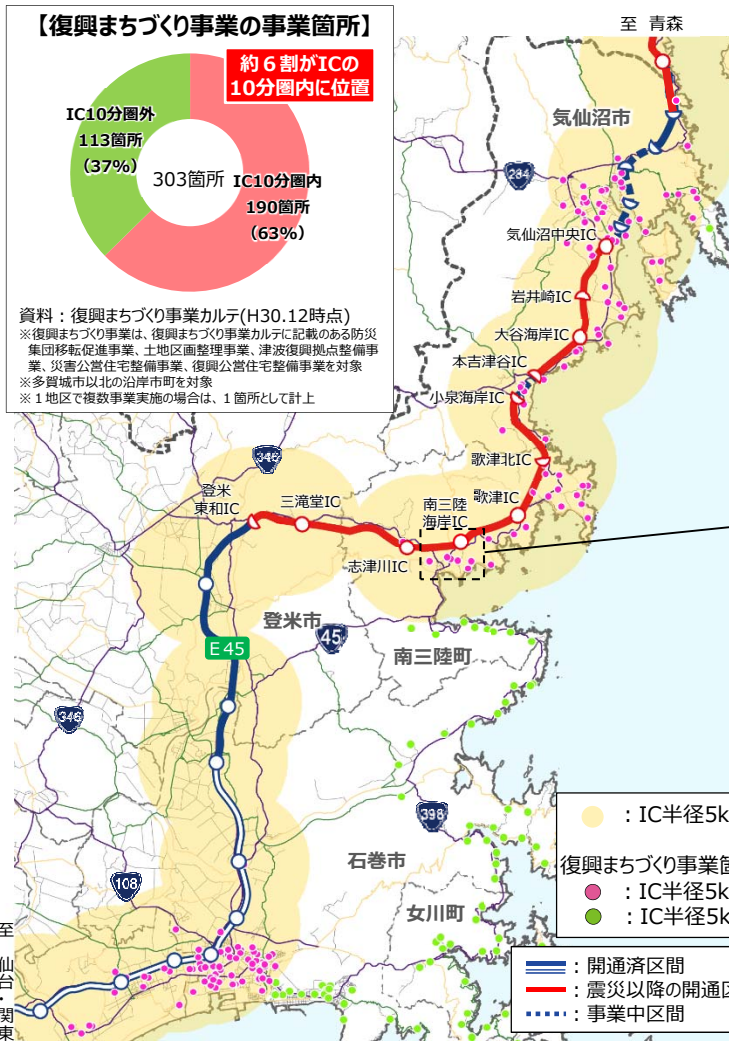 【復興まちづくり事業の事業箇所】
約６割がICの
10分圏内に位置
IC10分圏外
113箇所
(37%)
303箇所
IC10分圏内
190箇所
(63%)
資料：復興まちづくり事業カルテ(H30.12時点)
※復興まちづくり事業は、復興まちづくり事業カルテに記載のある防災
集団移転促進事業、土地区画整理事業、津波復興拠点整備事
業、災害公営住宅整備事業、復興公営住宅整備事業を対象
※多賀城市以北の沿岸市町を対象
※１地区で複数事業実施の場合は、１箇所として計上
至 青森
気仙沼市
284
気仙沼中央IC
岩井崎IC
大谷海岸IC
本吉津谷IC
小泉海岸IC
歌津北IC
346
登米
東和IC
三滝堂IC
南三陸
海岸IC
歌津IC
志津川IC
登米市
45
E45
南三陸町
346
398
石巻市
108
女川町
至
仙台・関東
：IC半径5k
復興まちづくり事業箇
：IC半径5k
：IC半径5k
：開通済区間
：震災以降の開通区
：事業中区間